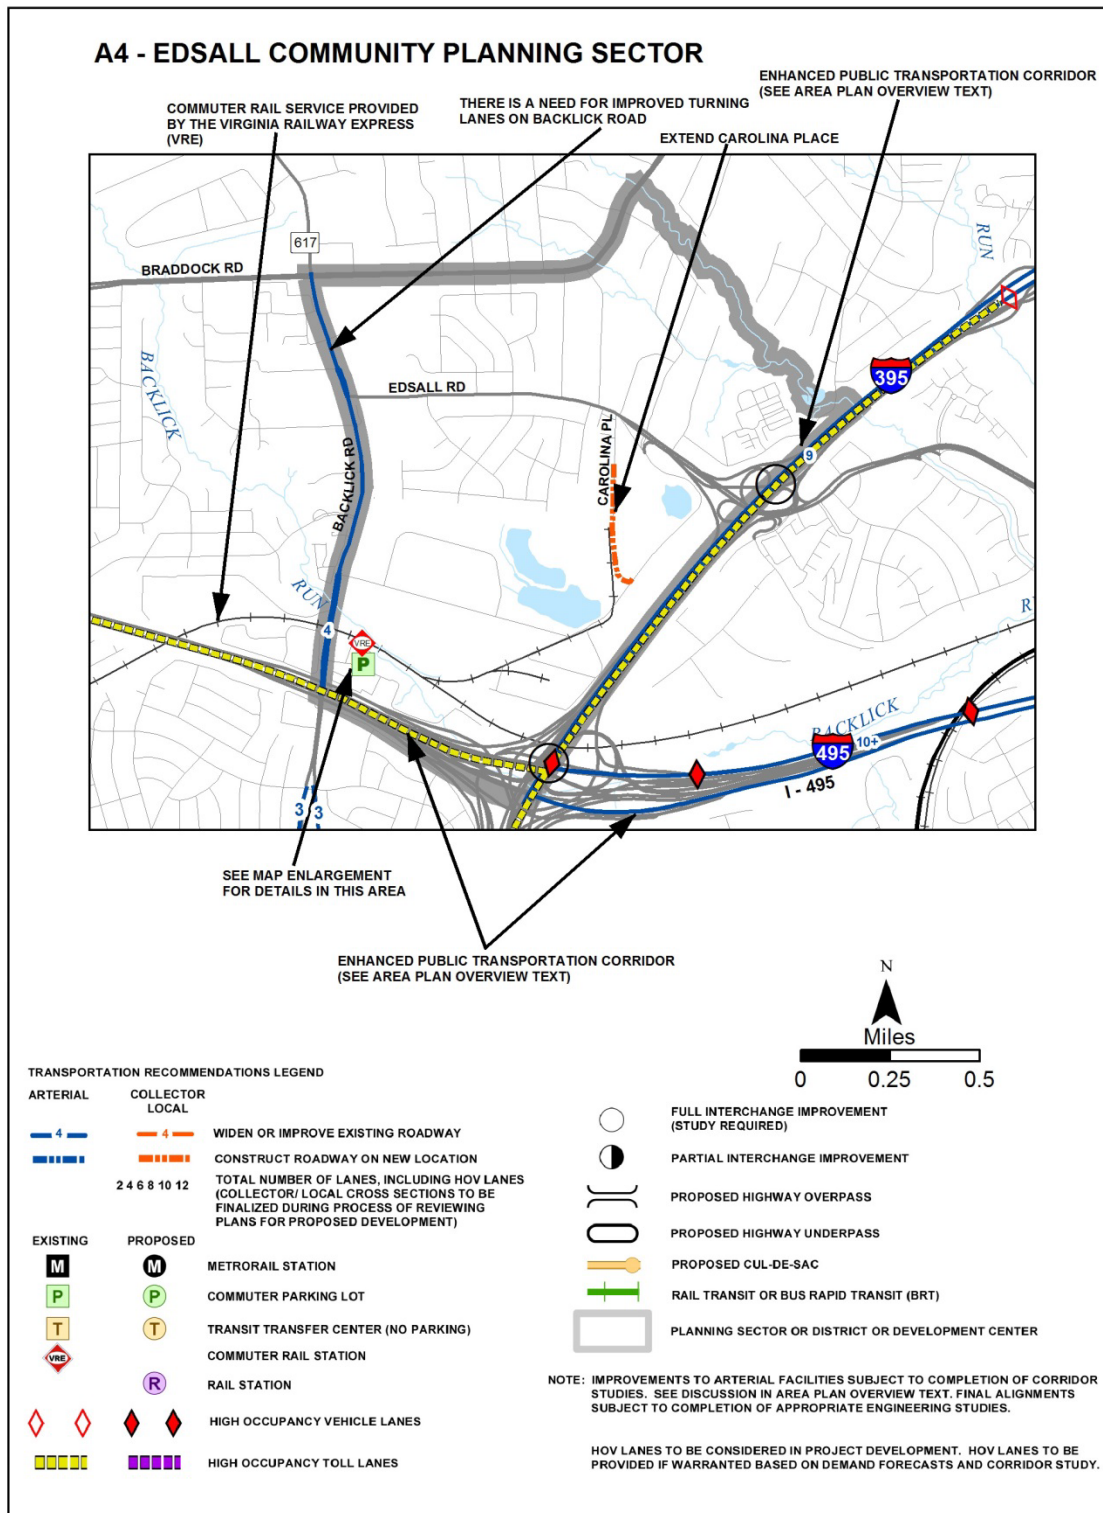 A4 - EDSALL COMMUNITY PLANNING SECTOR
ENHANCED PUBLIC TRANSPORTATION CORRIDOR
(SEE AREA PLAN OVERVIEW TEXT)
COMMUTER RAIL SERVICE PROVIDED
BY THE VIRGINIA RAILWAY EXPRESS
(VRE)
THERE IS A NEED FOR IMPROVED TURNING
LANES ON BACKLICK ROAD
EXTEND CAROLINA PLACE
617
BRADDOCK RD
RUN
BACKLICK
395
EDSALL RD
CAROLINA PL
9
BACKLICK RD
RUN
4
VRE
P
BACKLICK
495
10+
I - 495
3
3
SEE MAP ENLARGEMENT
FOR DETAILS IN THIS AREA
ENHANCED PUBLIC TRANSPORTATION CORRIDOR
(SEE AREA PLAN OVERVIEW TEXT)
N
Miles
0 0.25 0.5
TRANSPORTATION RECOMMENDATIONS LEGEND
ARTERIAL
COLLECTOR
LOCAL
4 4 WIDEN OR IMPROVE EXISTING ROADWAY
CONSTRUCT ROADWAY ON NEW LOCATION
2 4 6 8 10 12 TOTAL NUMBER OF LANES, INCLUDING HOV LANES
(COLLECTOR/ LOCAL CROSS SECTIONS TO BE
FINALIZED DURING PROCESS OF REVIEWING
PLANS FOR PROPOSED DEVELOPMENT)
EXISTING PROPOSED
M M METRORAIL STATION
P P COMMUTER PARKING LOT
T T TRANSIT TRANSFER CENTER (NO PARKING)
VRE COMMUTER RAIL STATION
R RAIL STATION
HIGH OCCUPANCY VEHICLE LANES
HIGH OCCUPANCY TOLL LANES
FULL INTERCHANGE IMPROVEMENT
(STUDY REQUIRED)
PARTIAL INTERCHANGE IMPROVEMENT
PROPOSED HIGHWAY OVERPASS
PROPOSED HIGHWAY UNDERPASS
PROPOSED CUL-DE-SAC
RAIL TRANSIT OR BUS RAPID TRANSIT (BRT)
PLANNING SECTOR OR DISTRICT OR DEVELOPMENT CENTER
NOTE: IMPROVEMENTS TO ARTERIAL FACILITIES SUBJECT TO COMPLETION OF CORRIDOR
STUDIES. SEE DISCUSSION IN AREA PLAN OVERVIEW TEXT. FINAL ALIGNMENTS
SUBJECT TO COMPLETION OF APPROPRIATE ENGINEERING STUDIES.
HOV LANES TO BE CONSIDERED IN PROJECT DEVELOPMENT. HOV LANES TO BE
PROVIDED IF WARRANTED BASED ON DEMAND FORECASTS AND CORRIDOR STUDY.